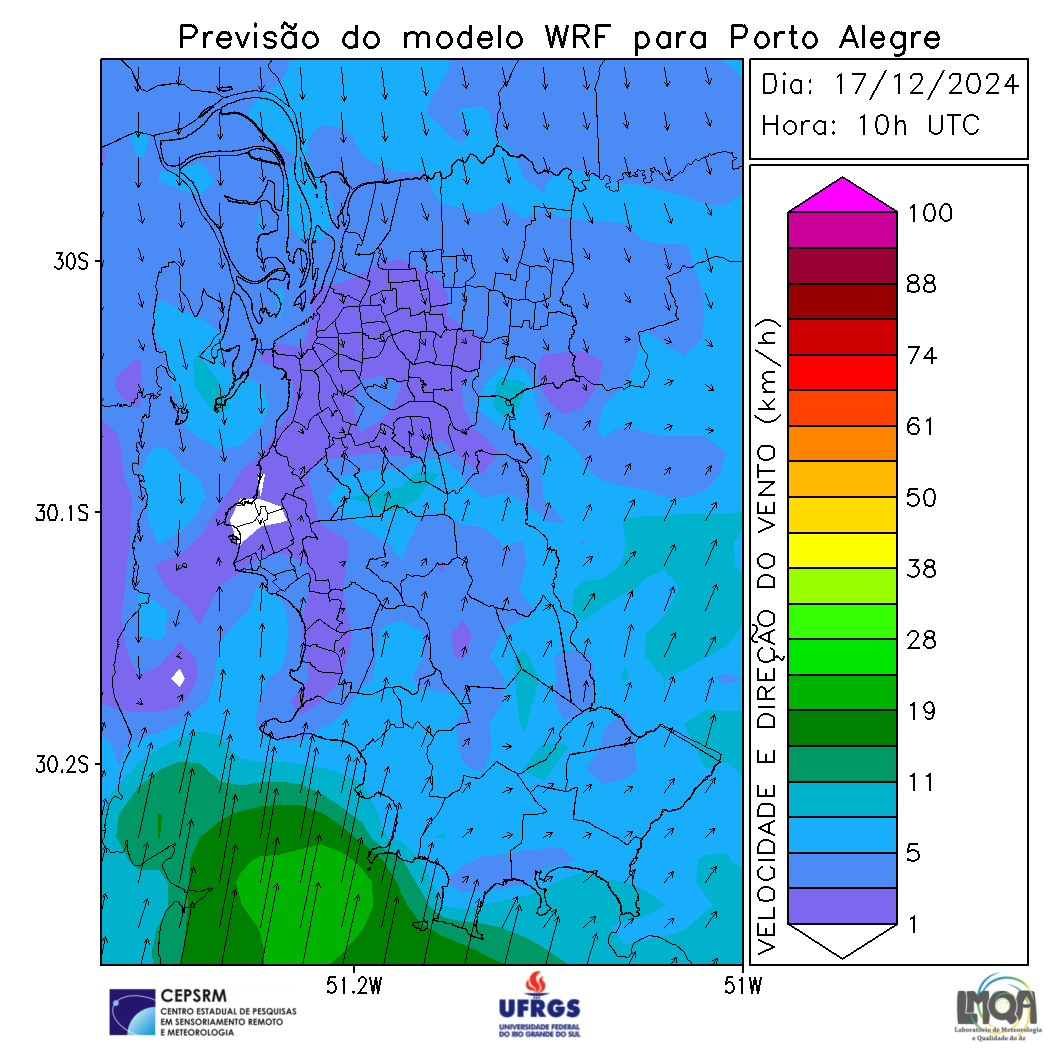 Previsão do modelo WRF para Porto Alegre
Dia: 17/12/2024
Hora: 10h UTC
30S
30.1S
30.2S
51.2W
51W
VELOCIDADE E DIREÇÃO DO VENTO (km/h)
100
88
74
61
50
38
28
19
11
5
1
CEPSRM
CENTRO ESTADUAL DE PESQUISAS
EM SENSORIAMENTO REMOTO
E METEOROLOGIA
UFRGS
UNIVERSIDADE FEDERAL
DO RIO GRANDE DO SUL
LMQA
Laboratório de Meteorologia
e Qualidade do Ar